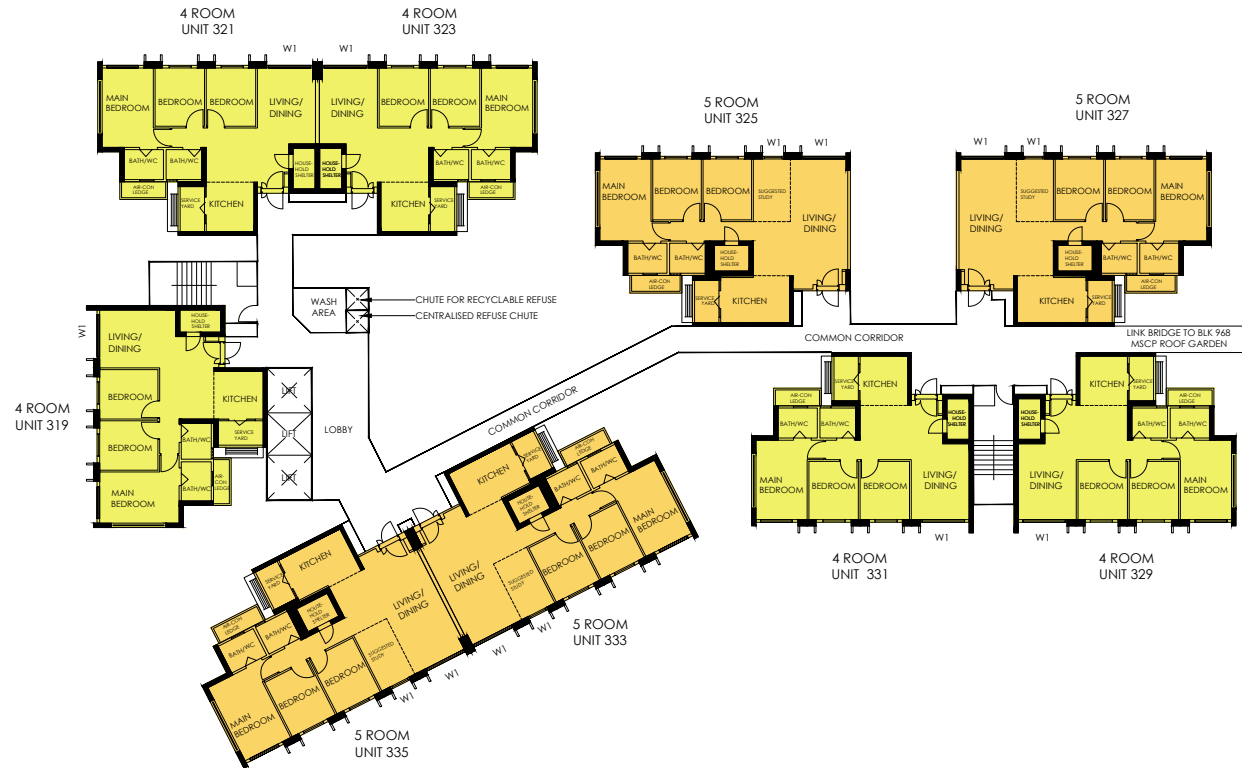 4 ROOM
UNIT 321
4 ROOM
UNIT 323
W1
W1
MAIN
BEDROOM
BEDROOM
BEDROOM
LIVING/
DINING
LIVING/
DINING
BEDROOM
BEDROOM
MAIN
BEDROOM
BATH/WC
BATH/WC
HOUSE-
HOLD
SHELTER
HOUSE-
HOLD
SHELTER
BATH/WC
BATH/WC
AIR-CON
LEDGE
AIR-CON
LEDGE
SERVICE
YARD
KITCHEN
KITCHEN
SERVICE
YARD
5 ROOM
UNIT 325
W1
W1
MAIN
BEDROOM
BEDROOM
BEDROOM
SUGGESTED
STUDY
LIVING/
DINING
BATH/WC
BATH/WC
HOUSE-
HOLD
SHELTER
AIR-CON
LEDGE
SERVICE
YARD
KITCHEN
5 ROOM
UNIT 327
W1
W1
LIVING/
DINING
SUGGESTED
STUDY
BEDROOM
BEDROOM
MAIN
BEDROOM
HOUSE-
HOLD
SHELTER
BATH/WC
BATH/WC
AIR-CON
LEDGE
KITCHEN
SERVICE
YARD
WASH
AREA
CHUTE FOR RECYCLABLE REFUSE
CENTRALISED REFUSE CHUTE
COMMON CORRIDOR
LINK BRIDGE TO BLK 968
MSCP ROOF GARDEN
4 ROOM
UNIT 319
W1
HOUSE-
HOLD
SHELTER
LIVING/
DINING
BEDROOM
KITCHEN
BEDROOM
SERVICE
YARD
BATH/WC
BATH/WC
AIR-
CON
LEDGE
MAIN
BEDROOM
LIFT
LIFT
LIFT
LOBBY
COMMON CORRIDOR
SERVICE
YARD
KITCHEN
AIR-CON
LEDGE
BATH/WC
BATH/WC
HOUSE-
HOLD
SHELTER
MAIN
BEDROOM
BEDROOM
BEDROOM
LIVING/
DINING
W1
4 ROOM
UNIT 331
KITCHEN
SERVICE
YARD
AIR-CON
LEDGE
HOUSE-
HOLD
SHELTER
BATH/WC
BATH/WC
LIVING/
DINING
BEDROOM
BEDROOM
MAIN
BEDROOM
W1
4 ROOM
UNIT 329
KITCHEN
SERVICE
YARD
AIR-CON
LEDGE
HOUSE-
HOLD
SHELTER
BATH/WC
BATH/WC
LIVING/
DINING
SUGGESTED
STUDY
BEDROOM
BEDROOM
MAIN
BEDROOM
W1
W1
5 ROOM
UNIT 333
SERVICE
YARD
KITCHEN
AIR-CON
LEDGE
BATH/WC
BATH/WC
HOUSE-
HOLD
SHELTER
LIVING/
DINING
SUGGESTED
STUDY
BEDROOM
BEDROOM
MAIN
BEDROOM
W1
W1
5 ROOM
UNIT 335